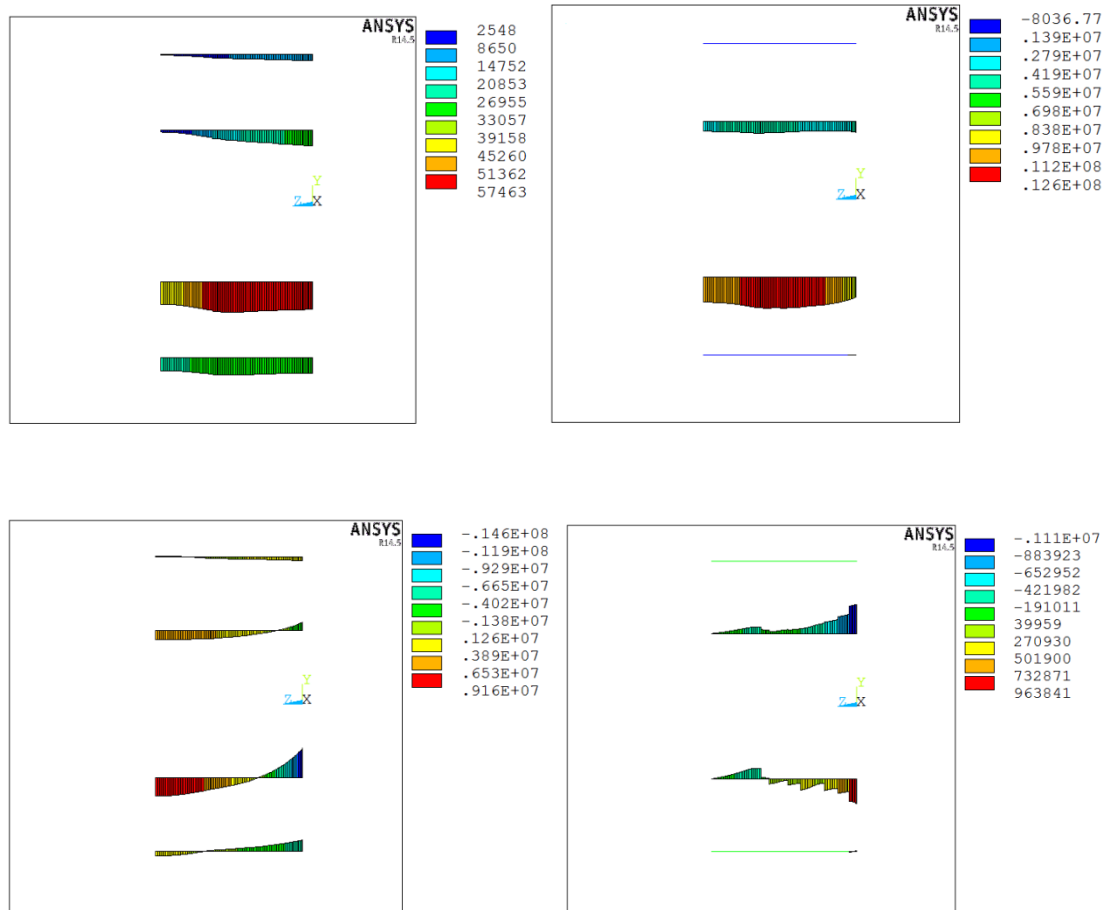 ANSYS
R14.5
2548
8650
14752
20853
26955
33057
39158
45260
51362
57463
Y
Z X
ANSYS
R14.5
-8036.77
.139E+07
.279E+07
.419E+07
.559E+07
.698E+07
.838E+07
.978E+07
.112E+08
.126E+08
Y
Z X
ANSYS
R14.5
-.146E+08
-.119E+08
-.929E+07
-.665E+07
-.402E+07
-.138E+07
.126E+07
.389E+07
.653E+07
.916E+07
Y
Z X
ANSYS
R14.5
-.111E+07
-883923
-652952
-421982
-191011
39959
270930
501900
732871
963841
Y
Z X